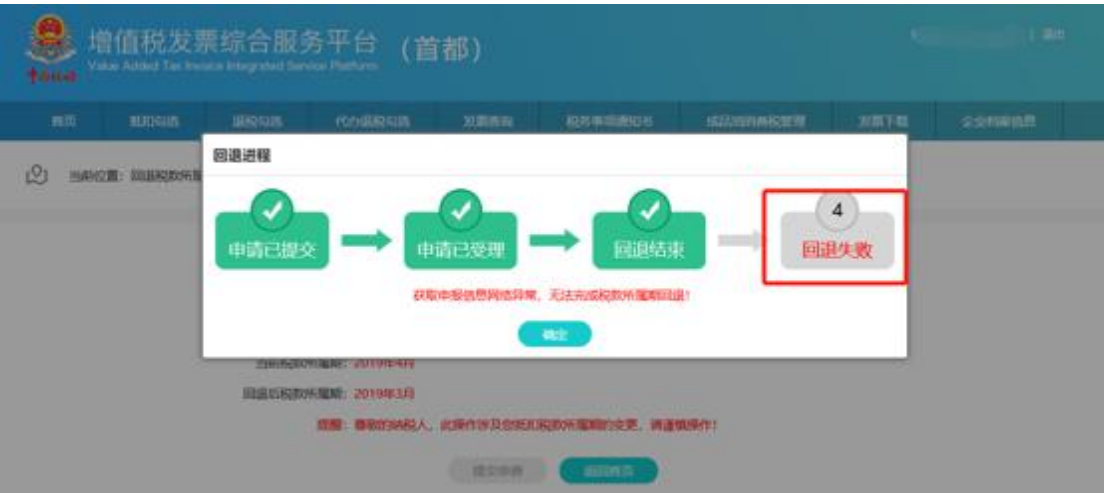 增值税发票综合服务平台 (首都)
Value Added Tax Invoice Integrated Service Platform
退出
首页 抵扣勾选 退税勾选 代办退税勾选 发票查询 税务事项通知书 成品油消费税管理 发票下载 企业档案信息
回退进程
当前位置：回退税款所属
4
申请已提交 申请已受理 回退结束 回退失败
获取申报信息网络异常，无法完成税款所属期回退！
确定
当前税款所属期：2019年4月
回退后税款所属期：2019年3月
提醒：尊敬的纳税人，此操作涉及您抵扣税款所属期的变更，请谨慎操作！
提交申请 返回首页